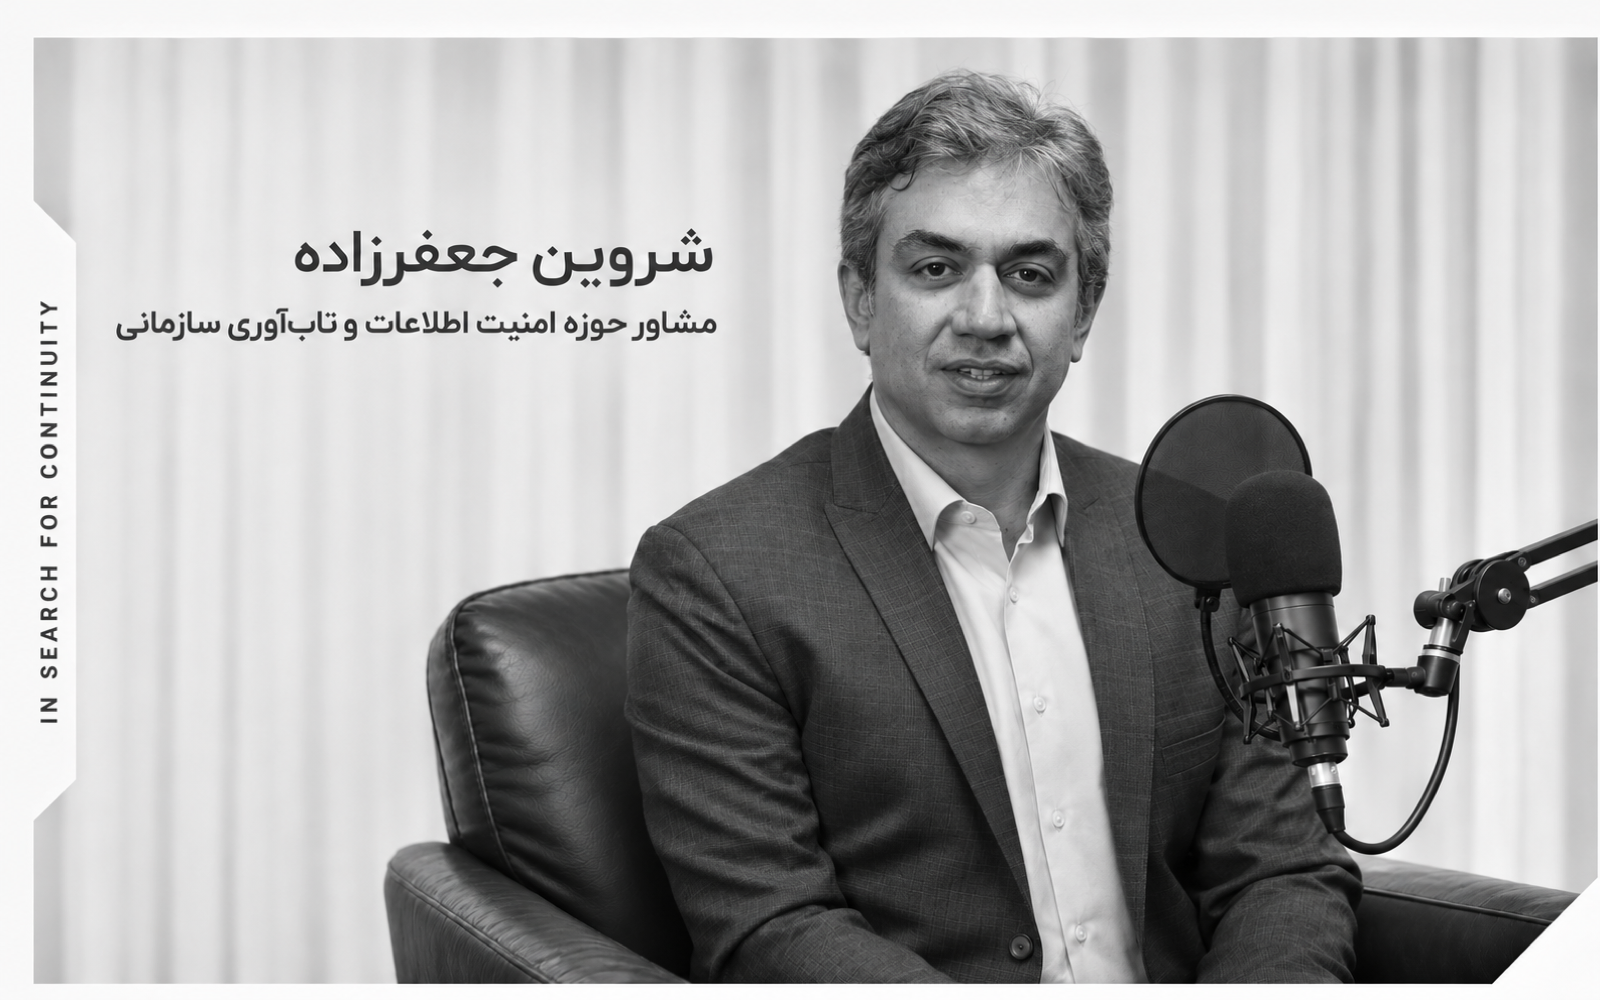 شروین جعفرزاده
مشاور حوزه امنیت اطلاعات و تاب‌آوری سازمانی
IN SEARCH FOR CONTINUITY